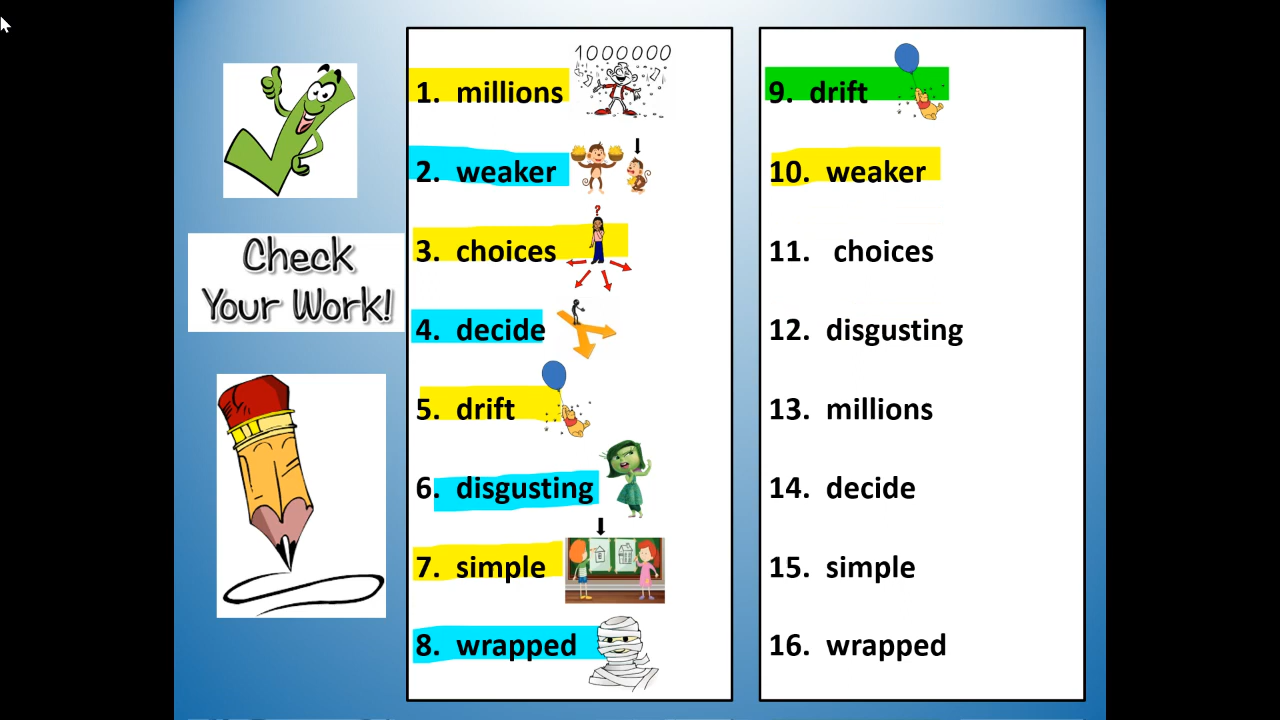 Check
Your Work!
1. millions
1000000
2. weaker
3. choices
?
4. decide
5. drift
6. disgusting
7. simple
8. wrapped
9. drift
10. weaker
11. choices
12. disgusting
13. millions
14. decide
15. simple
16. wrapped